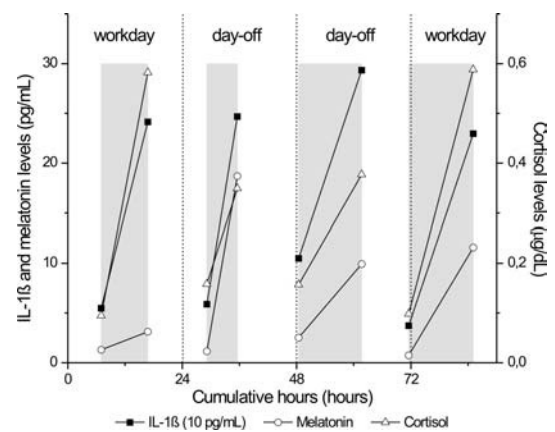 workday day-off day-off workday
30 0,6
20 0,4
10 0,2
0 0,0
0 24 48 72
IL-1ß and melatonin levels (pg/mL)
Cortisol levels (µg/dL)
Cumulative hours (hours)
IL-1ß (10 pg/mL) Melatonin Cortisol